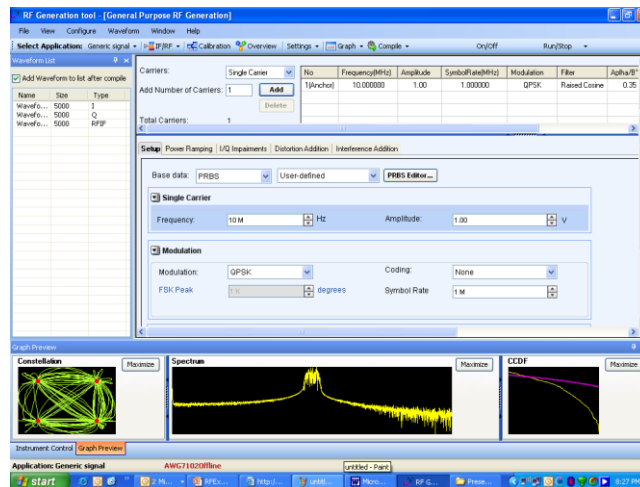 RF Generation tool - [General Purpose RF Generation]
File View Configure Waveform Window Help
Select Application: Generic signal IF/RF Calibration Overview Settings Graph Compile On/Off Run/Stop
Waveform List
Add Waveform to list after compile
Name Size Type
Wavefo... 5000 I
Wavefo... 5000 Q
Wavefo... 5000 RFIF
Carriers: Single Carrier
Add Number of Carriers: 1 Add
Delete
Total Carriers: 1
No Frequency(MHz) Amplitude SymbolRate(MHz) Modulation Filter Aplha/B"
1(Anchor) 10.000000 1.00 1.000000 QPSK Raised Cosine 0.35
Setup Power Ramping I/Q Impairments Distortion Addition Interference Addition
Base data: PRBS User-defined PRBS Editor...
Single Carrier
Frequency: 10 M Hz Amplitude: 1.00 V
Modulation
Modulation: QPSK Coding: None
FSK Peak 1 K degrees Symbol Rate 1 M
Graph Preview
Constellation Maximize Spectrum Maximize CCDF Maximize
Instrument Control Graph Preview
Application: Generic signal AWG7102Offline untitled - Paint
start 2 Mi... RFEx... http:/... untitl... Micro... RF G... Prese... 8:27 PM